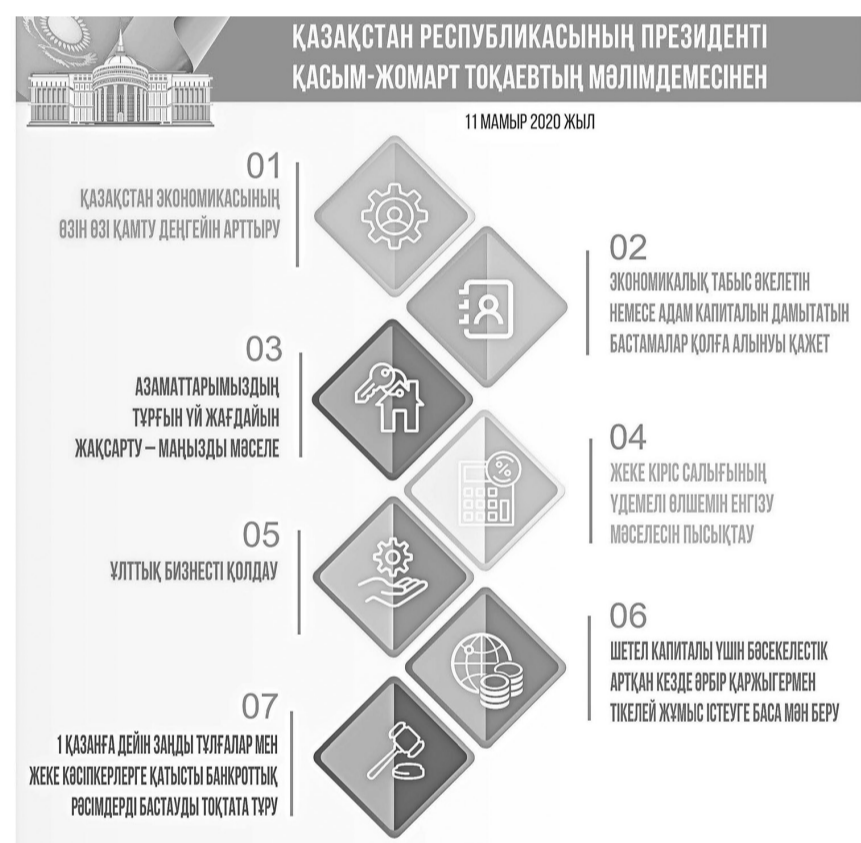 ҚАЗАҚСТАН РЕСПУБЛИКАСЫНЫҢ ПРЕЗИДЕНТІ
ҚАСЫМ-ЖОМАРТ ТОҚАЕВТЫҢ МӘЛІМДЕМЕСІНЕН
11 МАМЫР 2020 ЖЫЛ
01
ҚАЗАҚСТАН ЭКОНОМИКАСЫНЫҢ
ӨЗІН ӨЗІ ҚАМТУ ДЕҢГЕЙІН АРТТЫРУ
02
ЭКОНОМИКАЛЫҚ ТАБЫС ӘКЕЛЕТІН
НЕМЕСЕ АДАМ КАПИТАЛЫН ДАМЫТАТЫН
БАСТАМАЛАР ҚОЛҒА АЛЫНУЫ ҚАЖЕТ
03
АЗАМАТТАРЫМЫЗДЫҢ
ТҰРҒЫН ҮЙ ЖАҒДАЙЫН
ЖАҚСАРТУ – МАҢЫЗДЫ МӘСЕЛЕ
04
ЖЕКЕ КІРІС САЛЫҒЫНЫҢ
ҮДЕМЕЛІ ӨЛШЕМІН ЕНГІЗУ
МӘСЕЛЕСІН ПЫСЫҚТАУ
05
ҰЛТТЫҚ БИЗНЕСТІ ҚОЛДАУ
06
ШЕТЕЛ КАПИТАЛЫ ҮШІН БӘСЕКЕЛЕСТІК
АРТҚАН КЕЗДЕ ӘРБІР ҚАРЖЫГЕРМЕН
ТІКЕЛЕЙ ЖҰМЫС ІСТЕУГЕ БАСА МӘН БЕРУ
07
1 ҚАЗАНҒА ДЕЙІН ЗАҢДЫ ТҰЛҒАЛАР МЕН
ЖЕКЕ КӘСІПКЕРЛЕРГЕ ҚАТЫСТЫ БАНКРОТТЫҚ
РӘСІМДЕРДІ БАСТАУДЫ ТОҚТАТА ТҰРУ